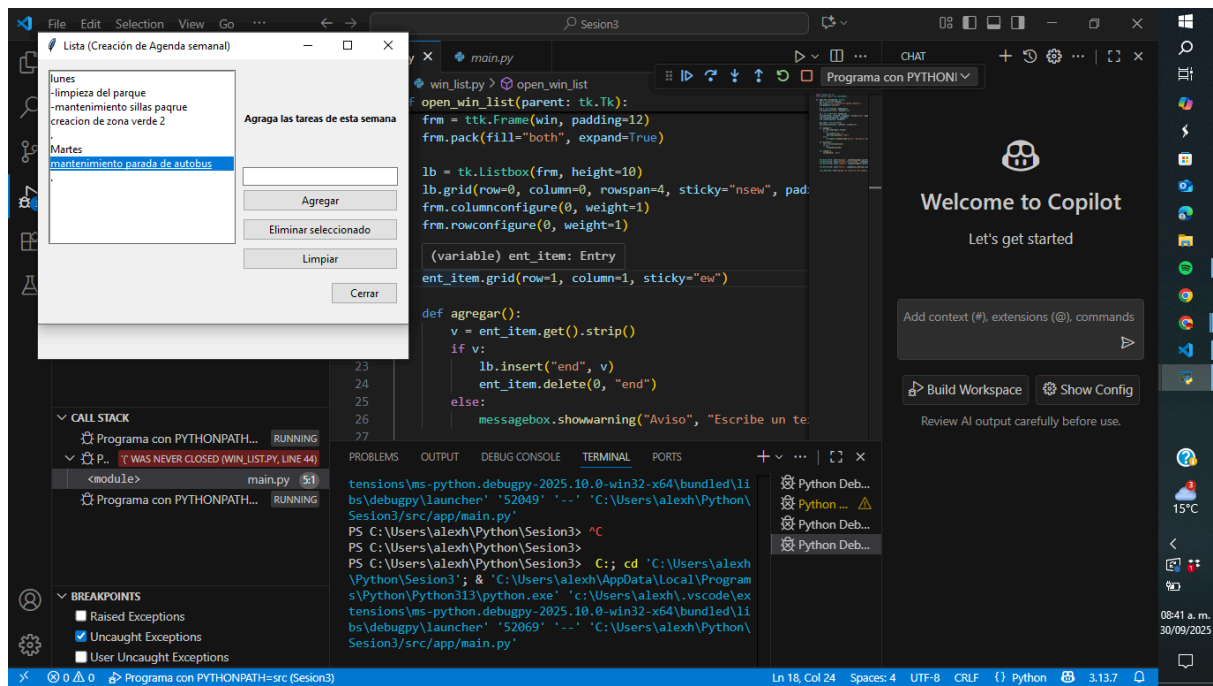 File Edit Selection View Go ···
Sesion3
Lista (Creación de Agenda semanal)
lunes
-limpieza del parque
-mantenimiento sillas paqrue
creacion de zona verde 2
.
Martes
mantenimiento parada de autobus
.
Agraga las tareas de esta semana
Agregar
Eliminar seleccionado
Limpiar
Cerrar
y
main.py
win_list.py > open_win_list
Programa con PYTHONI
f open_win_list(parent: tk.Tk):
frm = ttk.Frame(win, padding=12)
frm.pack(fill="both", expand=True)
lb = tk.Listbox(frm, height=10)
lb.grid(row=0, column=0, rowspan=4, sticky="nsew", pad
frm.columnconfigure(0, weight=1)
frm.rowconfigure(0, weight=1)
(variable) ent_item: Entry
ent_item.grid(row=1, column=1, sticky="ew")
def agregar():
v = ent_item.get().strip()
if v:
23 lb.insert("end", v)
24 ent_item.delete(0, "end")
25 else:
26 messagebox.showwarning("Aviso", "Escribe un te
27
CHAT
Welcome to Copilot
Let's get started
Add context (#), extensions (@), commands
Build Workspace
Show Config
Review AI output carefully before use.
CALL STACK
Programa con PYTHONPATH... RUNNING
P.. '(' WAS NEVER CLOSED (WIN_LIST.PY, LINE 44)
<module> main.py 5:1
Programa con PYTHONPATH... RUNNING
BREAKPOINTS
Raised Exceptions
Uncaught Exceptions
User Uncaught Exceptions
PROBLEMS OUTPUT DEBUG CONSOLE TERMINAL PORTS
tensions\ms-python.debugpy-2025.10.0-win32-x64\bundled\li
bs\debugpy\launcher' '52049' '--' 'C:\Users\alexh\Python\
Sesion3/src/app/main.py'
PS C:\Users\alexh\Python\Sesion3> ^C
PS C:\Users\alexh\Python\Sesion3>
PS C:\Users\alexh\Python\Sesion3> C:; cd 'C:\Users\alexh
\Python\Sesion3'; & 'C:\Users\alexh\AppData\Local\Program
s\Python\Python313\python.exe' 'c:\Users\alexh\.vscode\ex
tensions\ms-python.debugpy-2025.10.0-win32-x64\bundled\li
bs\debugpy\launcher' '52069' '--' 'C:\Users\alexh\Python\
Sesion3/src/app/main.py'
Python Deb...
Python ...
Python Deb...
Python Deb...
0 0 Programa con PYTHONPATH=src (Sesion3)
Ln 18, Col 24 Spaces: 4 UTF-8 CRLF {} Python 3.13.7
15°C
08:41 a. m.
30/09/2025